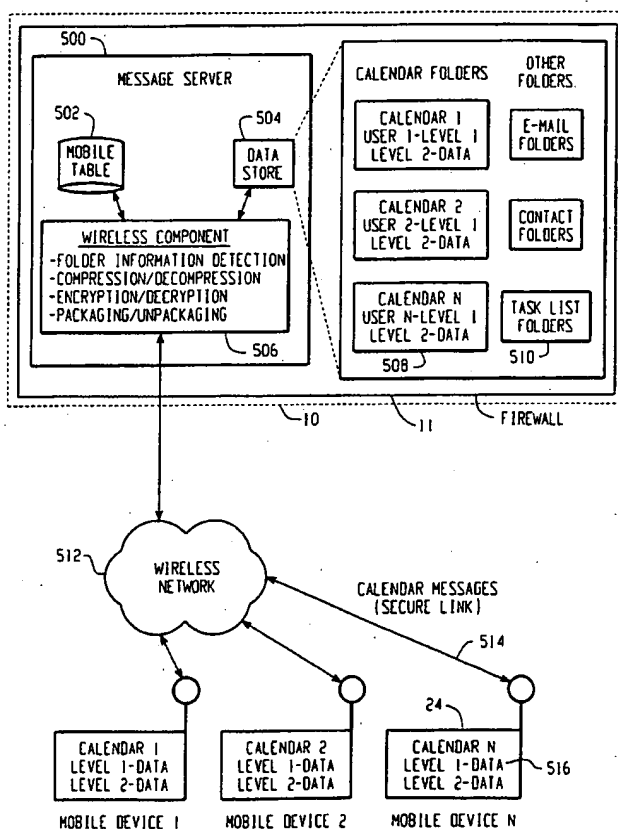 500
MESSAGE SERVER
502
504
MOBILE
TABLE
DATA
STORE
WIRELESS COMPONENT
-FOLDER INFORMATION DETECTION
-COMPRESSION/DECOMPRESSION
-ENCRYPTION/DECRYPTION
-PACKAGING/UNPACKAGING
506
CALENDAR FOLDERS
OTHER
FOLDERS
CALENDAR 1
USER 1-LEVEL 1
LEVEL 2-DATA
E-MAIL
FOLDERS
CALENDAR 2
USER 2-LEVEL 1
LEVEL 2-DATA
CONTACT
FOLDERS
CALENDAR N
USER N-LEVEL 1
LEVEL 2-DATA
TASK LIST
FOLDERS
508
510
10
11
FIREWALL
512
WIRELESS
NETWORK
CALENDAR MESSAGES
(SECURE LINK)
514
24
CALENDAR 1
LEVEL 1-DATA
LEVEL 2-DATA
CALENDAR 2
LEVEL 1-DATA
LEVEL 2-DATA
CALENDAR N
LEVEL 1-DATA
LEVEL 2-DATA
516
MOBILE DEVICE 1
MOBILE DEVICE 2
MOBILE DEVICE N